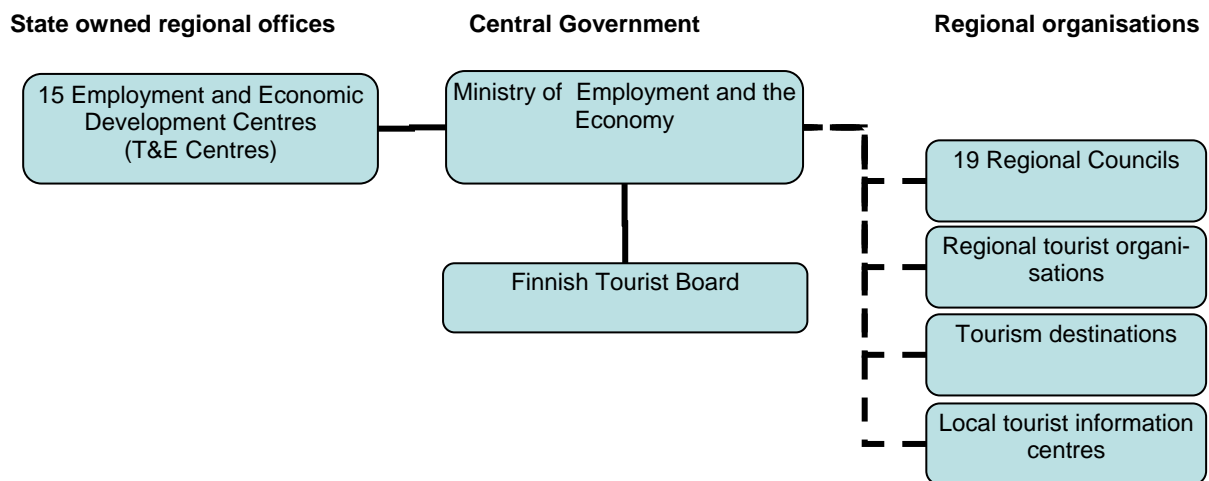 State owned regional offices
Central Government
Regional organisations
15 Employment and Economic
Development Centres
(T&E Centres)
Ministry of Employment and the
Economy
Finnish Tourist Board
19 Regional Councils
Regional tourist organi-
sations
Tourism destinations
Local tourist information
centres